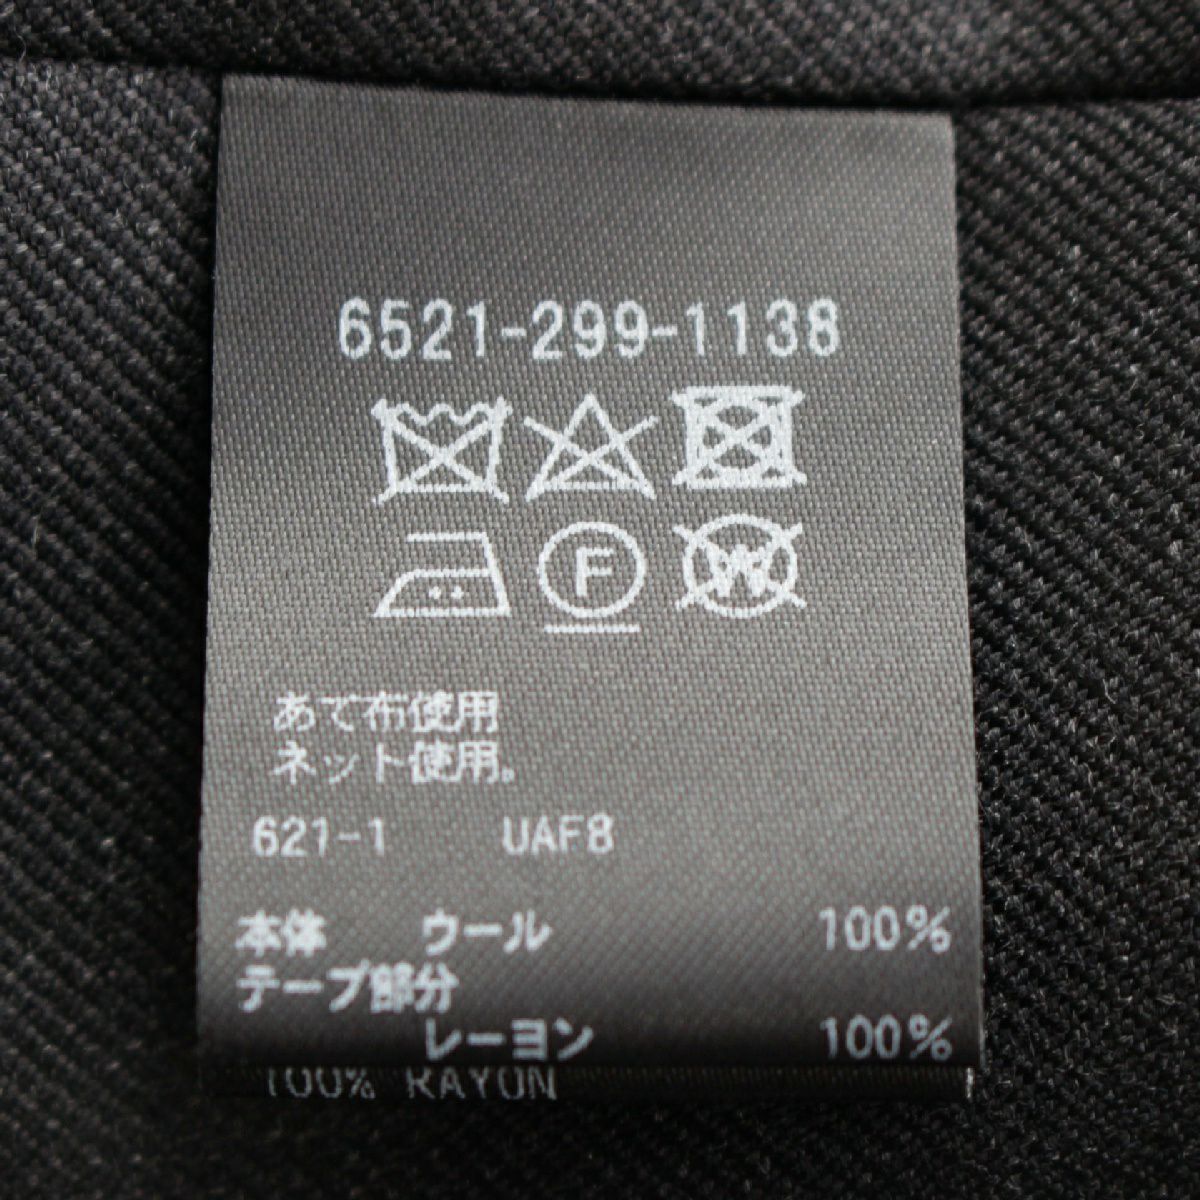 6521-299-1138
F W
あて布使用
ネット使用。
621-1 UAF8
本体 ウール 100%
テープ部分
レーヨン 100%
100% RAYON